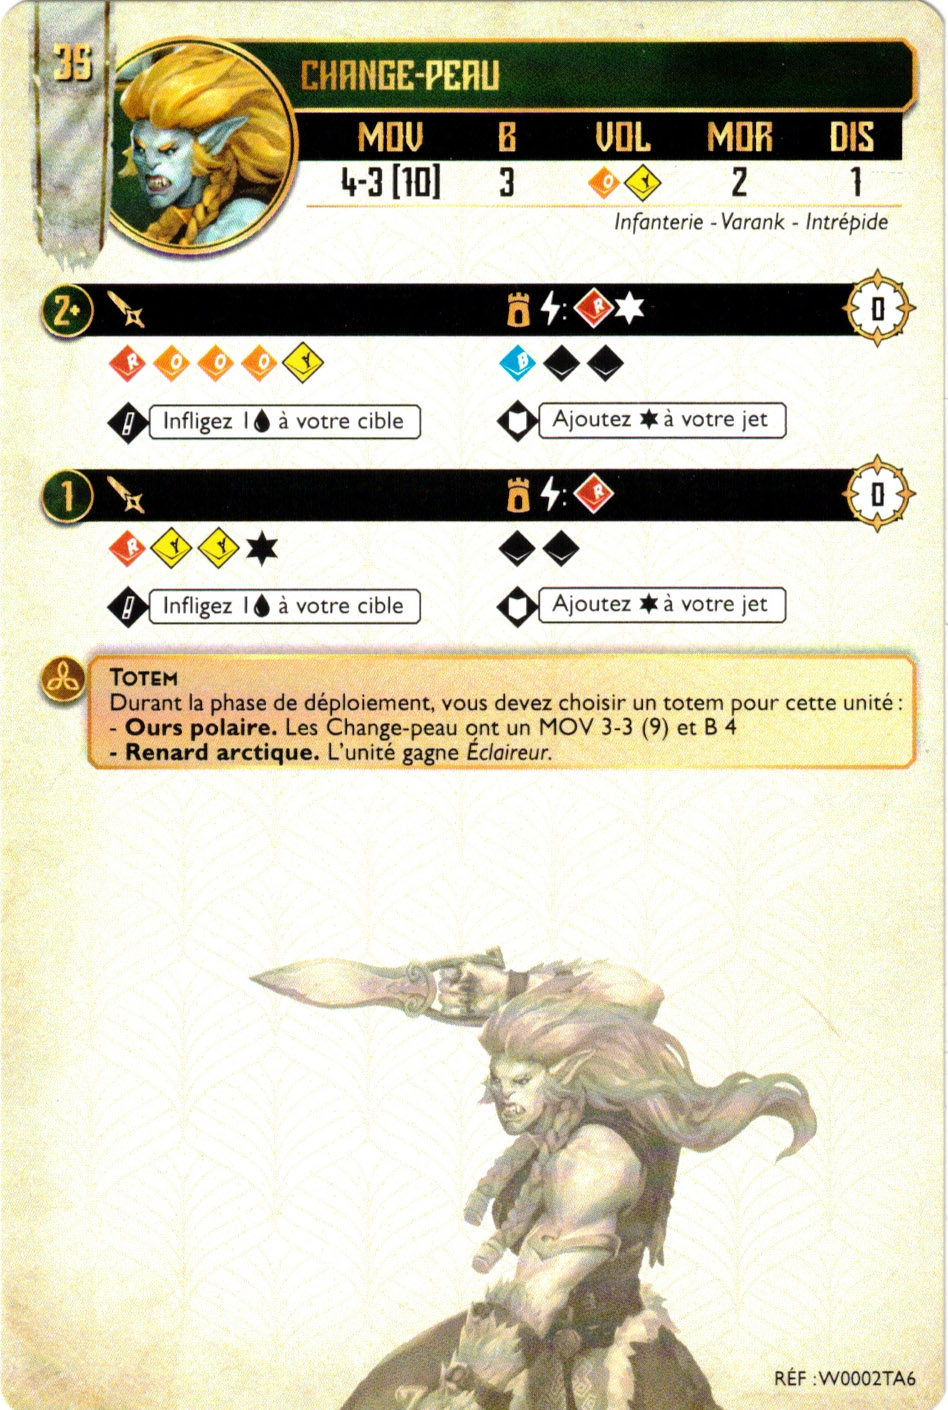 35
CHANGE-PEAU
MOV B VOL MOR DIS
4-3 [10] 3 O Y 2 1
Infanterie - Varank - Intrépide
2+ : R 0
R O O O Y B
Infligez 1 à votre cible Ajoutez à votre jet
1 : R 0
R Y Y
Infligez 1 à votre cible Ajoutez à votre jet
TOTEM
Durant la phase de déploiement, vous devez choisir un totem pour cette unité :
- Ours polaire. Les Change-peau ont un MOV 3-3 (9) et B 4
- Renard arctique. L'unité gagne Éclaireur.
RÉF : W0002TA6